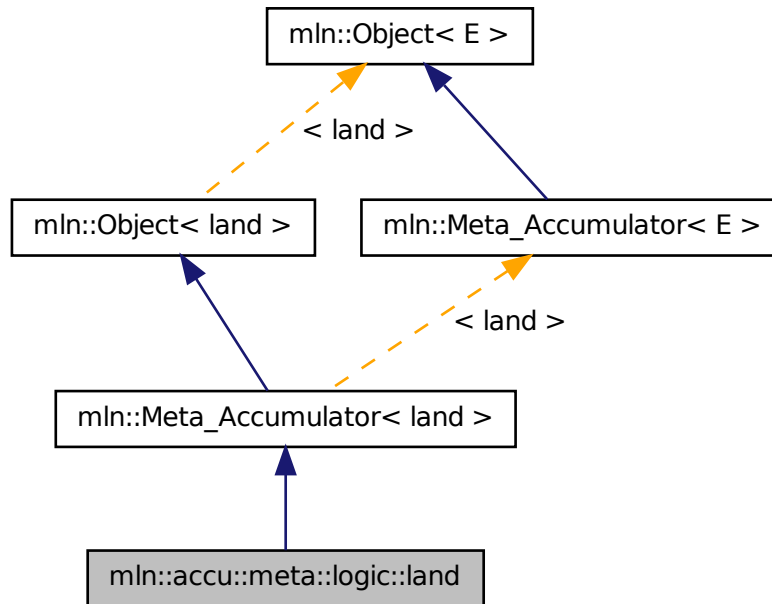 mln::Object< E >
< land >
mln::Object< land >
mln::Meta_Accumulator< E >
< land >
mln::Meta_Accumulator< land >
mln::accu::meta::logic::land